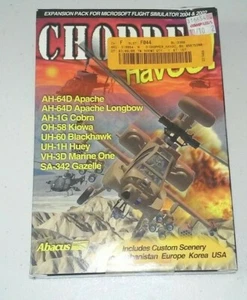 EXPANSION PACK FOR MICROSOFT FLIGHT SIMULATOR 2004 & 2002
CHOPPER
Havoc
AH-64D Apache
AH-64D Apache Longbow
AH-1G Cobra
OH-58 Kiowa
UH-60 Blackhawk
UH-1H Huey
VH-3D Marine One
SA-342 Gazelle
Abacus
Includes Custom Scenery
Afghanistan Europe Korea USA